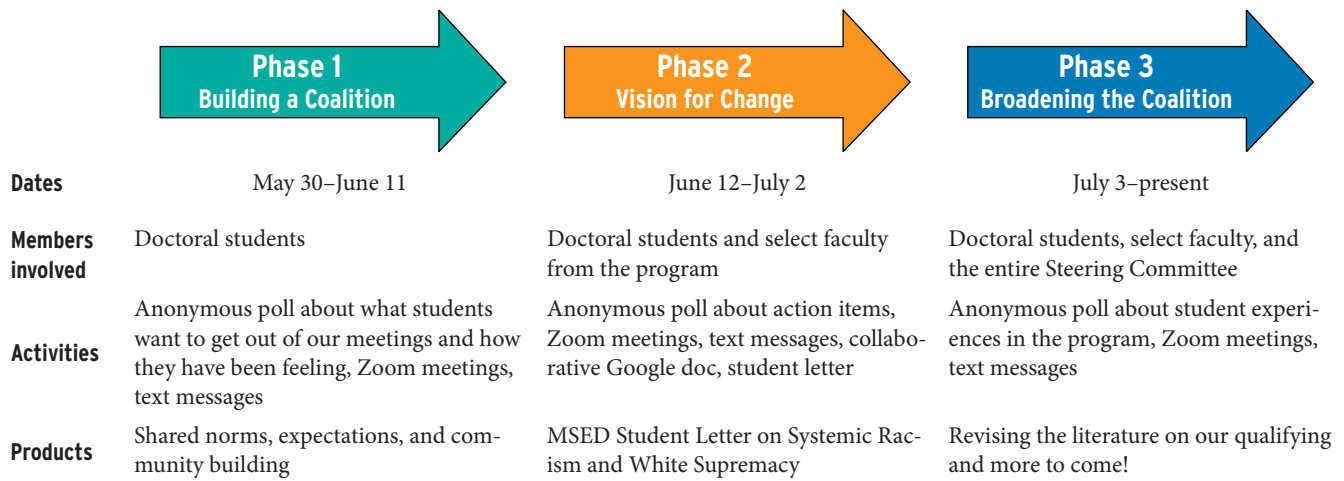 Phase 1
Building a Coalition
Phase 2
Vision for Change
Phase 3
Broadening the Coalition
Dates
May 30–June 11
June 12–July 2
July 3–present
Members
involved
Doctoral students
Doctoral students and select faculty
from the program
Doctoral students, select faculty, and
the entire Steering Committee
Activities
Anonymous poll about what students
want to get out of our meetings and how
they have been feeling, Zoom meetings,
text messages
Anonymous poll about action items,
Zoom meetings, text messages, collabo-
rative Google doc, student letter
Anonymous poll about student experi-
ences in the program, Zoom meetings,
text messages
Products
Shared norms, expectations, and com-
munity building
MSED Student Letter on Systemic Rac-
ism and White Supremacy
Revising the literature on our qualifying
and more to come!